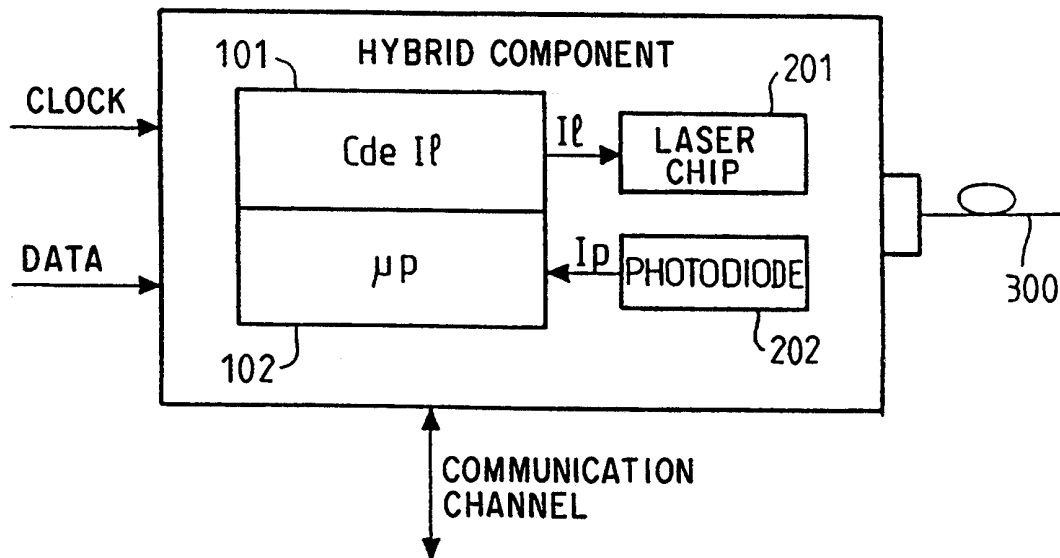 HYBRID COMPONENT
101
201
CLOCK
Cde Iℓ
Iℓ
LASER
CHIP
DATA
µp
Ip
PHOTODIODE
300
102
202
COMMUNICATION
CHANNEL